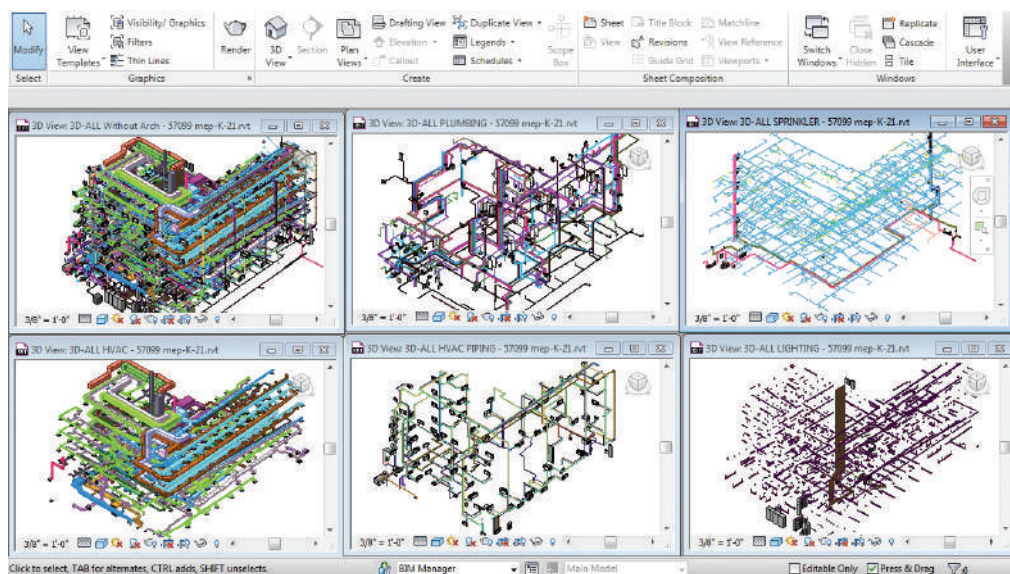 Visibility/ Graphics
Filters
Thin Lines
Modify
View
Templates
Render
3D
View
Section
Plan
Views
Drafting View
Elevation
Callout
Duplicate View
Legends
Schedules
Scope
Box
Sheet
View
Title Block
Revisions
Guide Grid
Matchline
View Reference
Viewports
Switch
Windows
Close
Hidden
Replicate
Cascade
Tile
User
Interface
Select
Graphics
Create
Sheet Composition
Windows
3D View: 3D-ALL Without Arch - 57099 mep-K-21.rvt
3D View: 3D-ALL PLUMBING - 57099 mep-K-21.rvt
3D View: 3D-ALL SPRINKLER - 57099 mep-K-21.rvt
3/8" = 1'-0"
3/8" = 1'-0"
3/8" = 1'-0"
3D View: 3D-ALL HVAC - 57099 mep-K-21.rvt
3D View: 3D-ALL HVAC PIPING - 57099 mep-K-21.rvt
3D View: 3D-ALL LIGHTING - 57099 mep-K-21.rvt
3/8" = 1'-0"
3/8" = 1'-0"
3/8" = 1'-0"
Click to select, TAB for alternates, CTRL adds, SHIFT unselects.
BIM Manager
Main Model
Editable Only
Press & Drag
:0